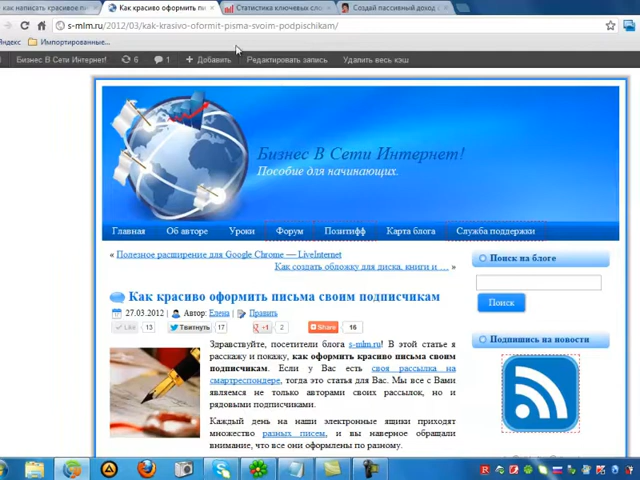 как написать красивое п
Как красиво оформить пи
Статистика ключевых сло
Создай пассивный доход с
s-mlm.ru/2012/03/kak-krasivo-oformit-pisma-svoim-podpischikam/
Яндекс
Импортированные...
Бизнес В Сети Интернет!
6
1
Добавить
Редактировать запись
Удалить весь кэш
Бизнес В Сети Интернет!
Пособие для начинающих.
Главная
Об авторе
Уроки
Форум
Позитифф
Карта блога
Служба поддержки
« Полезное расширение для Google Chrome — LiveInternet
Как создать обложку для диска, книги и … »
Как красиво оформить письма своим подписчикам
27.03.2012 | Автор: Елена | Править
Like 13
Твитнуть 17
+1 2
Share 16
Здравствуйте, посетители блога s-mlm.ru! В этой статье я
расскажу и покажу, как оформить красиво письма своим
подписчикам. Если у Вас есть своя рассылка на
смартреспондере, тогда это статья для Вас. Мы все с Вами
являемся не только авторами своих рассылок, но и
рядовыми подписчиками.
Каждый день на наши электронные ящики приходят
множество разных писем, и вы наверное обращали
внимание, что все они оформлены по разному.
Поиск на блоге
Поиск
Подпишись на новости